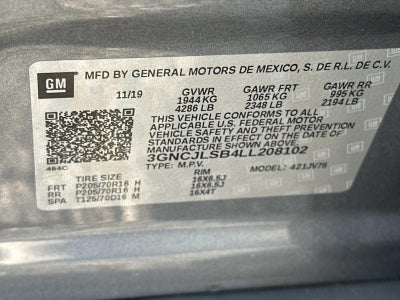 GM
MFD BY GENERAL MOTORS DE MEXICO, S. DE R.L. DE C.V.
11/19 GVWR GAWR FRT GAWR RR
1944 KG 1065 KG 995 KG
4286 LB 2348 LB 2194 LB
THIS VEHICLE CONFORMS TO ALL
APPLICABLE U.S. FEDERAL MOTOR
VEHICLE SAFETY AND THEFT
PREVENTION STANDARDS IN EFFECT ON
THE DATE OF MANUFACTURE SHOWN ABOVE.
3GNCJLSB4LL208102
464C TYPE: M.P.V. MODEL: 421JV76
TIRE SIZE RIM
FRT P205/70R16 H 16X6.5J
RR P205/70R16 H 16X6.5J
SPA T125/70D16 M 16X4T